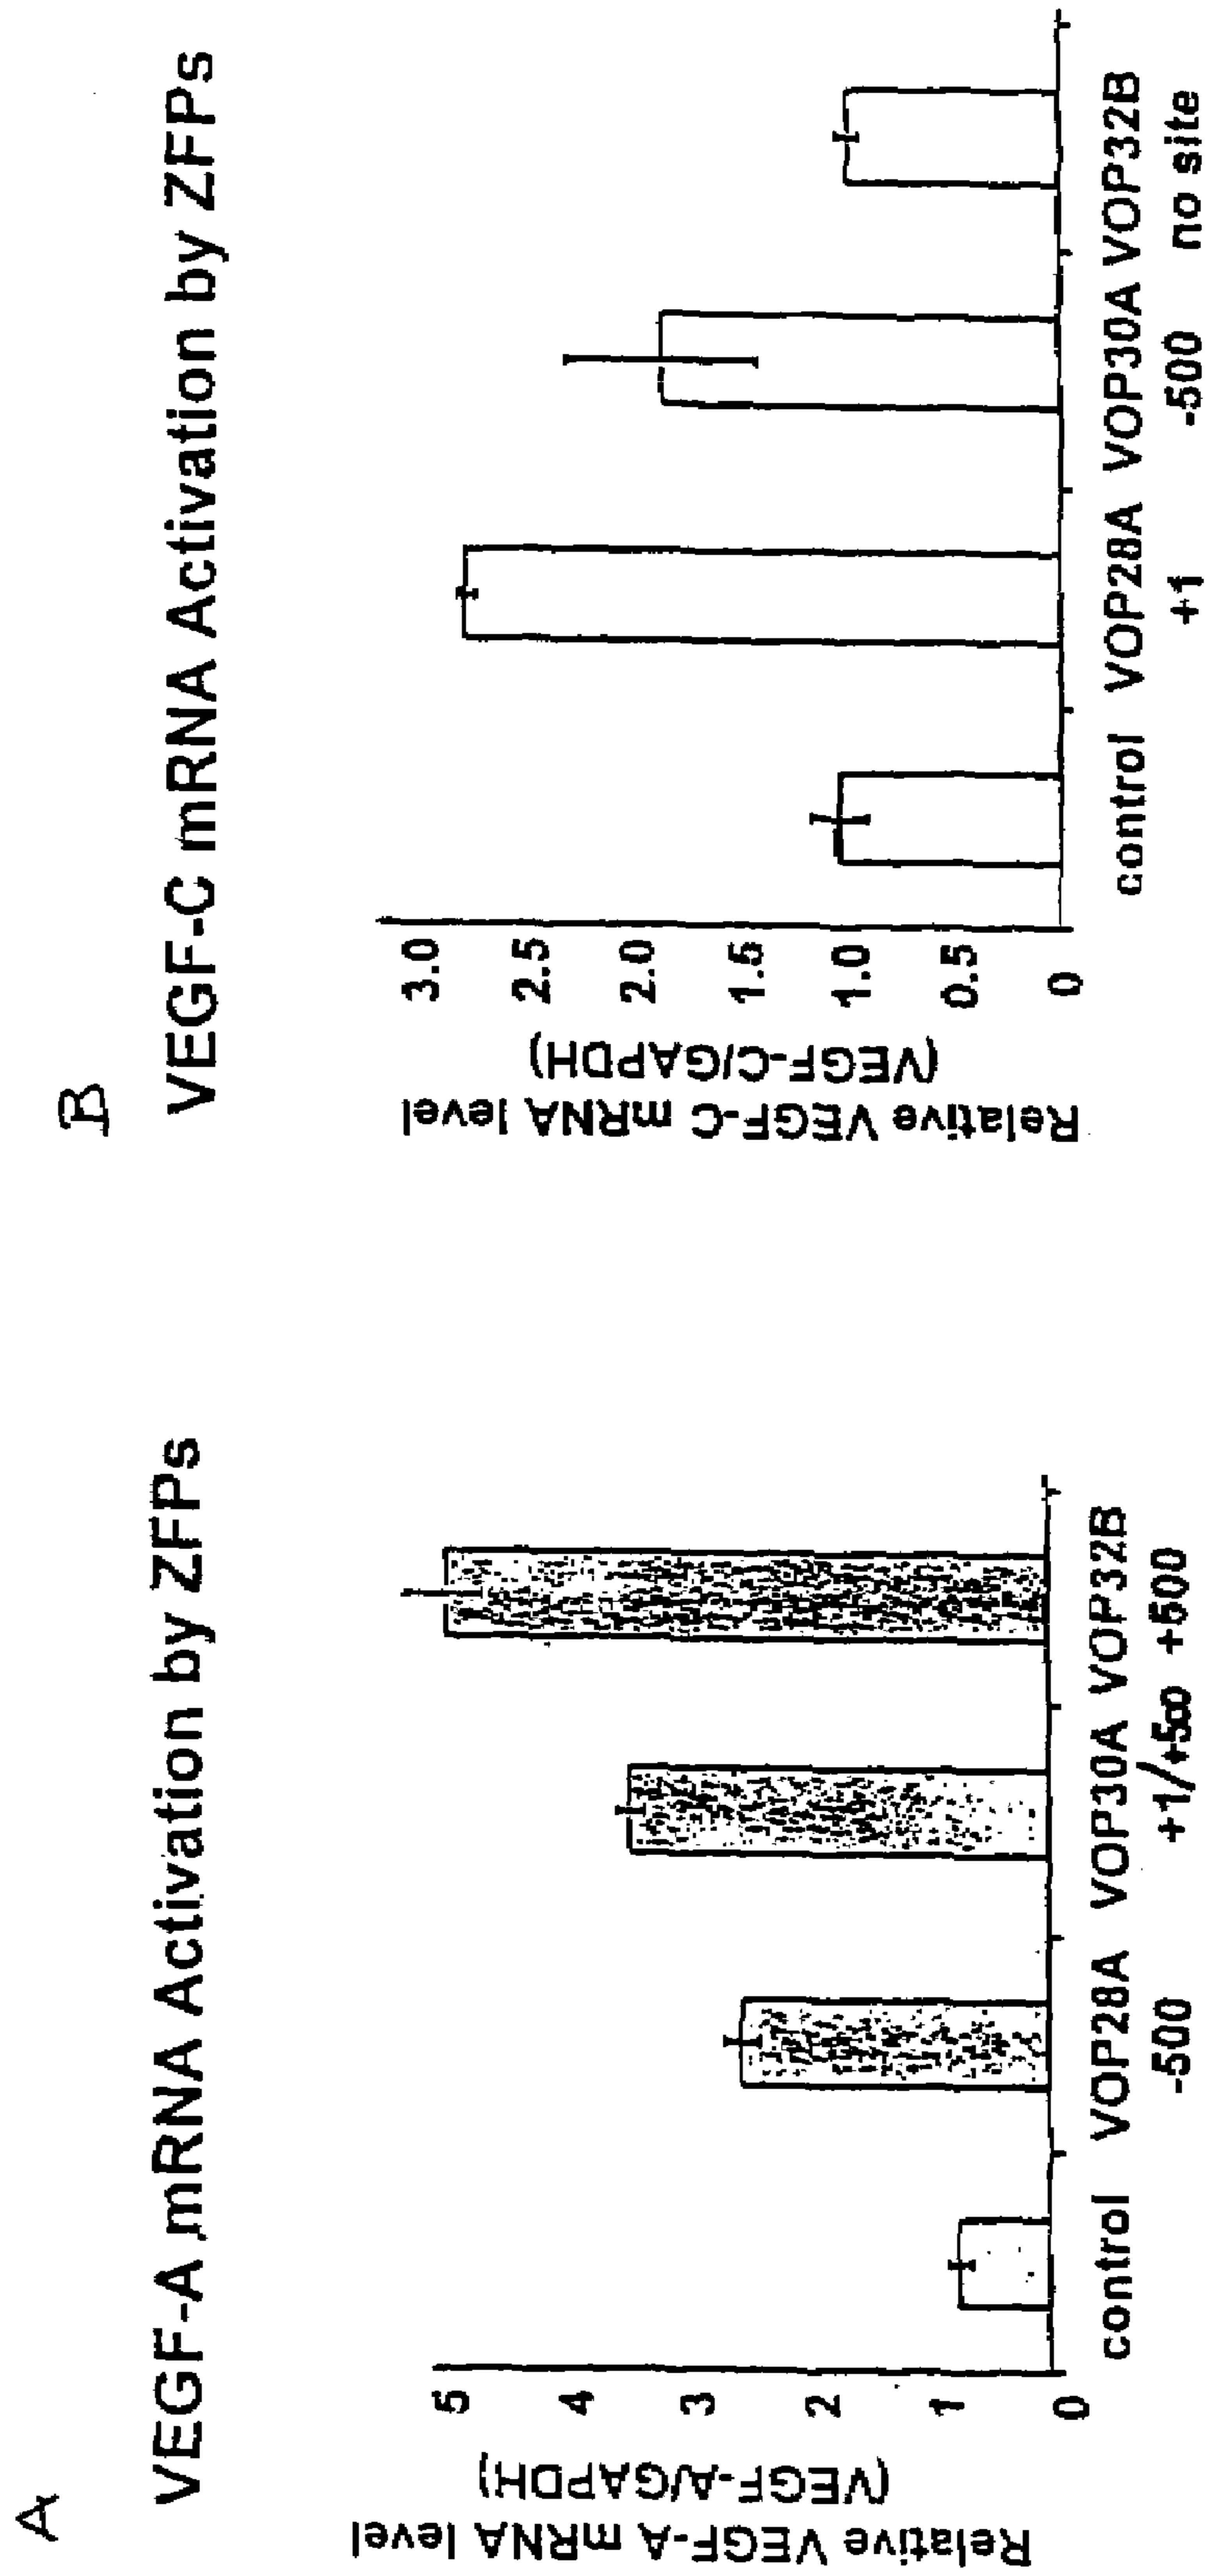 A
VEGF-A mRNA Activation by ZFPs
Relative VEGF-A mRNA level
(VEGF-A/GAPDH)
5
4
3
2
1
0
control VOP28A VOP30A VOP32B
-500 +1/+500 +500
B
VEGF-C mRNA Activation by ZFPs
Relative VEGF-C mRNA level
(VEGF-C/GAPDH)
3.0
2.5
2.0
1.5
1.0
0.5
0
control VOP28A VOP30A VOP32B
+1 -500 no site